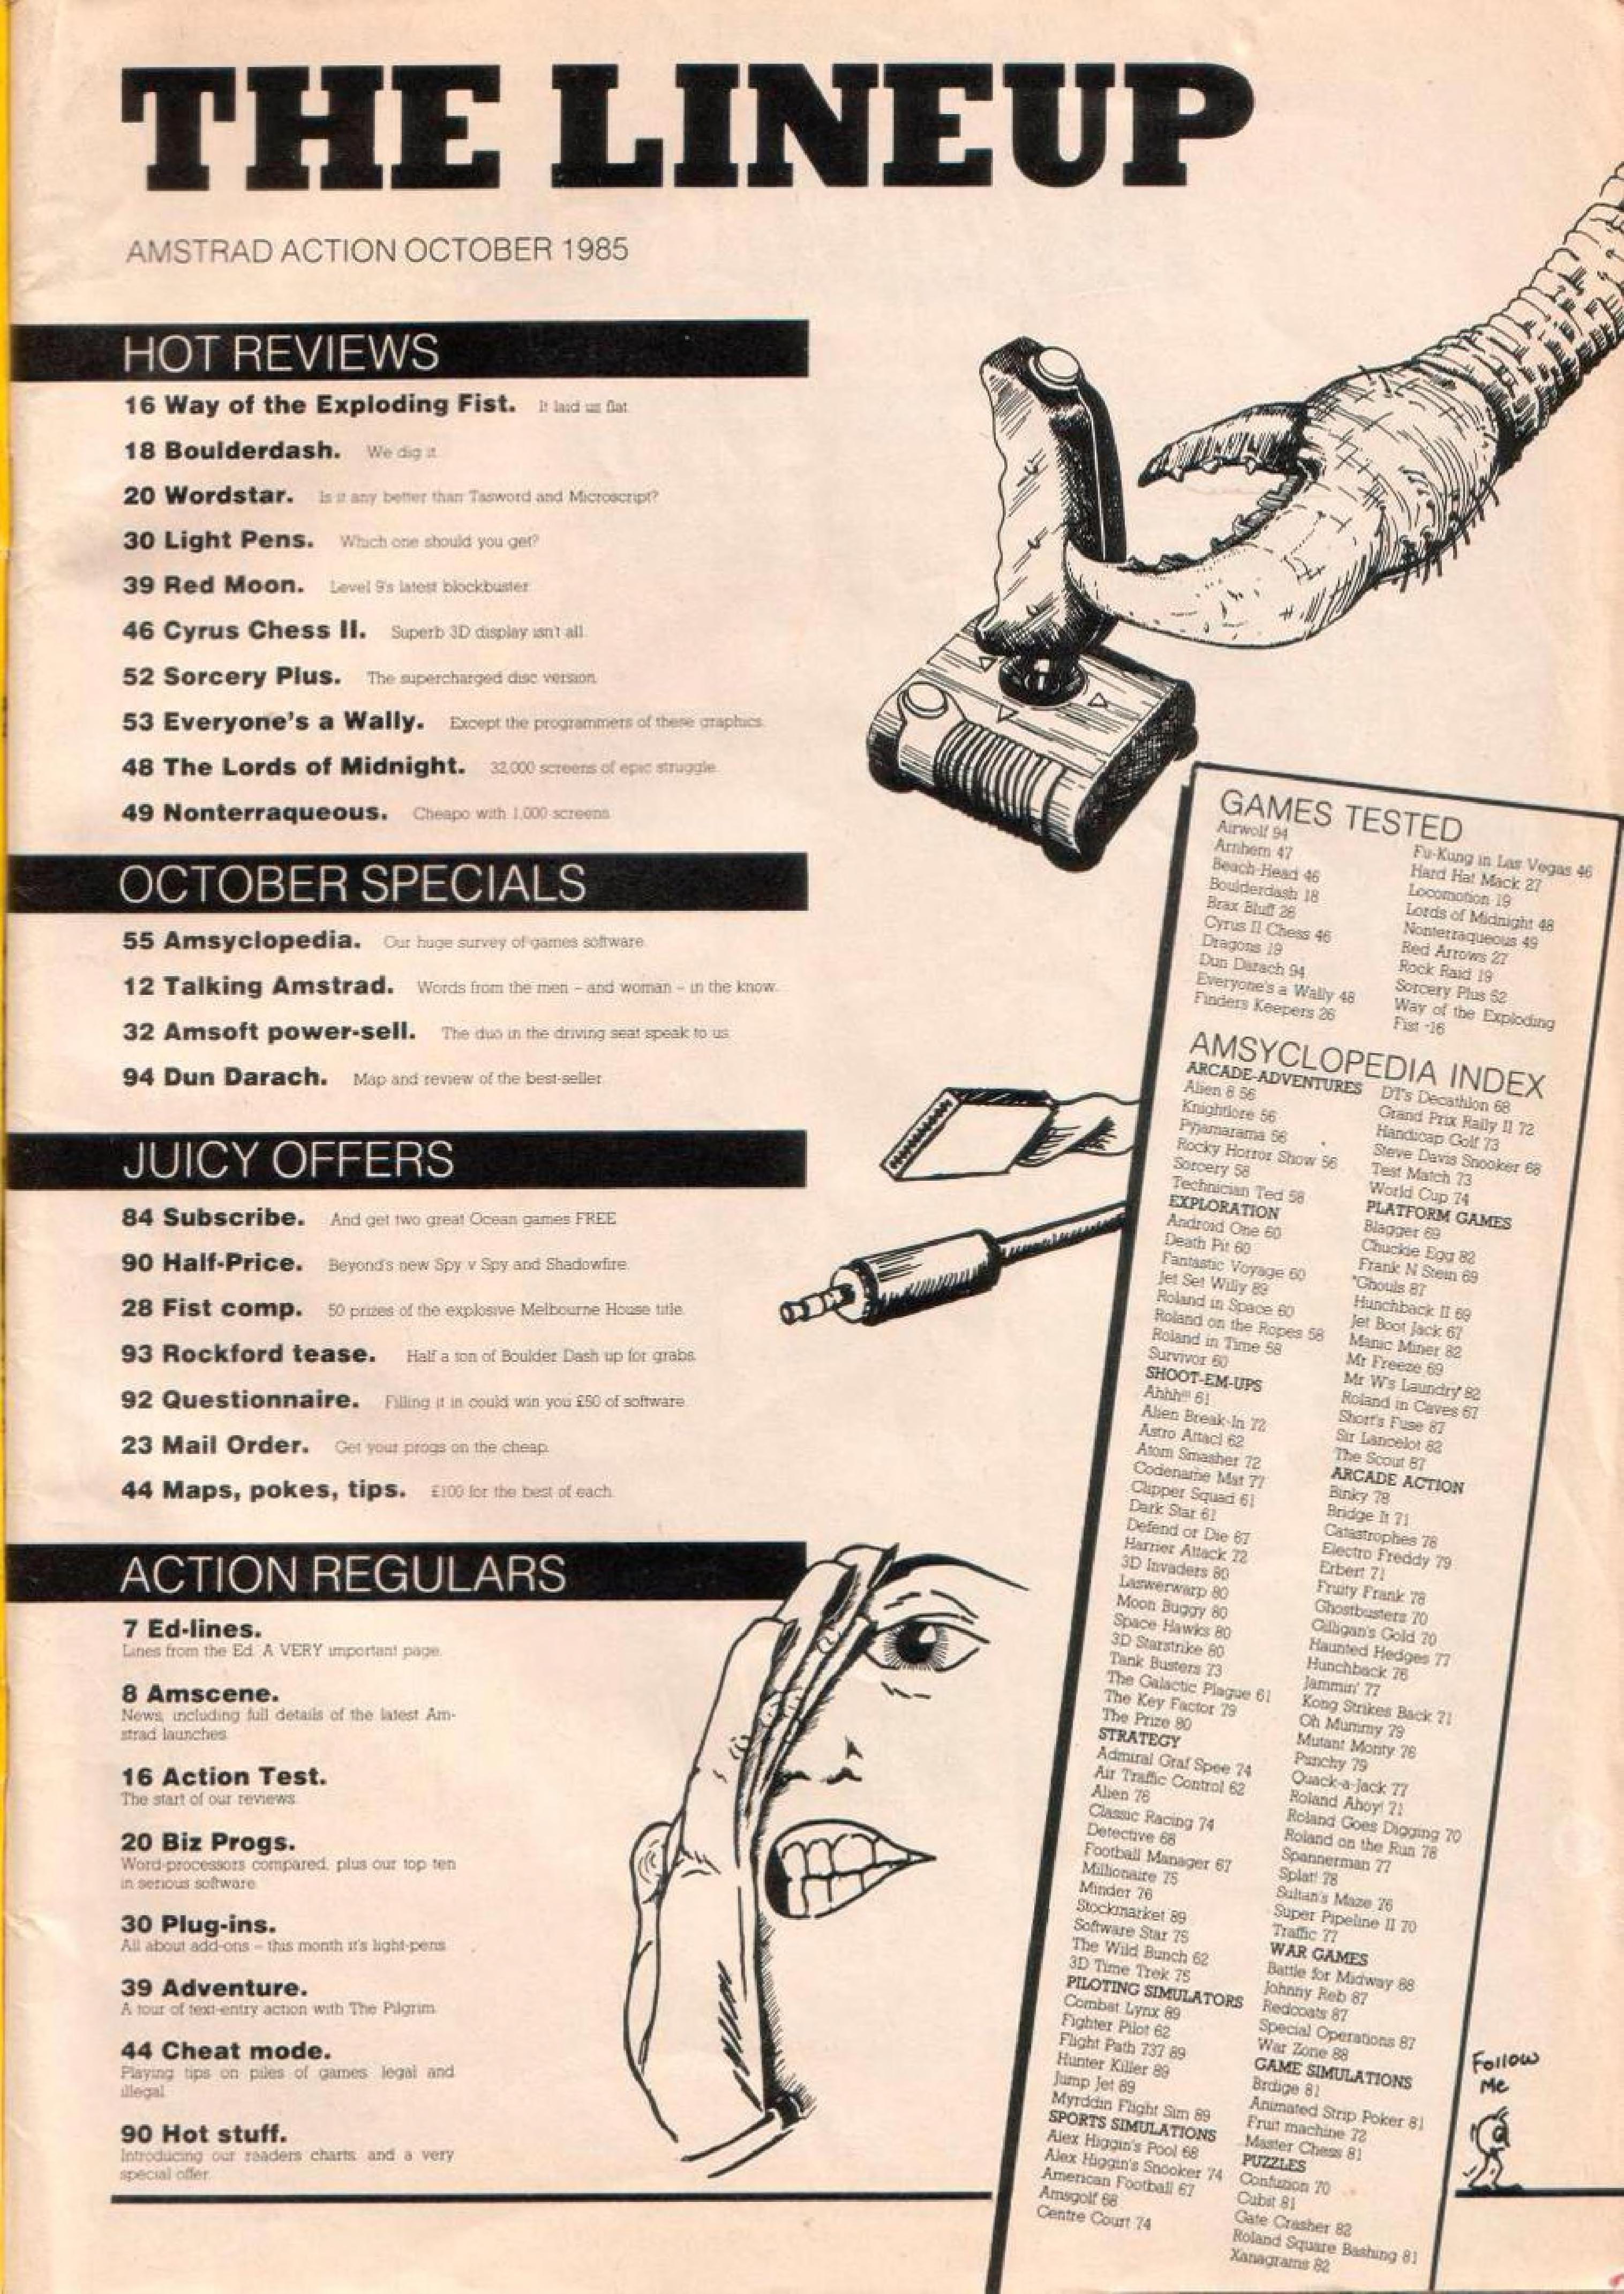 THE LINEUP
AMSTRAD ACTION OCTOBER 1985
HOT REVIEWS
16 Way of the Exploding Fist. It laid us flat.
18 Boulderdash. We dig it.
20 Wordstar. Is it any better than Tasword and Microscript?
30 Light Pens. Which one should you get?
39 Red Moon. Level 9's latest blockbuster.
46 Cyrus Chess II. Superb 3D display isn't all.
52 Sorcery Plus. The supercharged disc version.
53 Everyone's a Wally. Except the programmers of these graphics.
48 The Lords of Midnight. 32,000 screens of epic struggle.
49 Nonterraqueous. Cheapo with 1,000 screens.
OCTOBER SPECIALS
55 Amsyclopedia. Our huge survey of games software.
12 Talking Amstrad. Words from the men – and woman – in the know.
32 Amsoft power-sell. The duo in the driving seat speak to us.
94 Dun Darach. Map and review of the best-seller.
JUICY OFFERS
84 Subscribe. And get two great Ocean games FREE.
90 Half-Price. Beyond's new Spy v Spy and Shadowfire.
28 Fist comp. 50 prizes of the explosive Melbourne House title.
93 Rockford tease. Half a ton of Boulder Dash up for grabs.
92 Questionnaire. Filling it in could win you £50 of software.
23 Mail Order. Get your progs on the cheap.
44 Maps, pokes, tips. £100 for the best of each.
ACTION REGULARS
7 Ed-lines.
Lines from the Ed. A VERY important page.
8 Amscene.
News, including full details of the latest Am-
strad launches.
16 Action Test.
The start of our reviews.
20 Biz Progs.
Word-processors compared, plus our top ten
in serious software.
30 Plug-ins.
All about add-ons – this month it's light-pens.
39 Adventure.
A tour of text-entry action with The Pilgrim.
44 Cheat mode.
Playing tips on piles of games legal and
illegal.
90 Hot stuff.
Introducing our readers charts and a very
special offer.
GAMES TESTED
Airwolf 94
Arnhem 47
Beach-Head 46
Boulderdash 18
Brax Bluff 26
Cyrus II Chess 46
Dragons 19
Dun Darach 94
Everyone's a Wally 48
Finders Keepers 26
Fu-Kung in Las Vegas 46
Hard Hat Mack 27
Locomotion 19
Lords of Midnight 48
Nonterraqueous 49
Red Arrows 27
Rock Raid 19
Sorcery Plus 52
Way of the Exploding
Fist -16
AMSYCLOPEDIA INDEX
ARCADE-ADVENTURES
Alien 8 56
Knightlore 56
Pyjamarama 56
Rocky Horror Show 56
Sorcery 58
Technician Ted 58
EXPLORATION
Android One 60
Death Pit 60
Fantastic Voyage 60
Jet Set Willy 89
Roland in Space 60
Roland on the Ropes 58
Roland in Time 58
Survivor 60
SHOOT-EM-UPS
Ahhh!!! 61
Alien Break-In 72
Astro Attacl 62
Atom Smasher 72
Codename Mat 77
Clipper Squad 61
Dark Star 61
Defend or Die 67
Harrier Attack 72
3D Invaders 80
Laswerwarp 80
Moon Buggy 80
Space Hawks 80
3D Starstrike 80
Tank Busters 73
The Galactic Plague 61
The Key Factor 79
The Prize 80
STRATEGY
Admiral Graf Spee 74
Air Traffic Control 62
Alien 76
Classic Racing 74
Detective 68
Football Manager 67
Millionaire 75
Minder 76
Stockmarket 89
Software Star 75
The Wild Bunch 62
3D Time Trek 75
PILOTING SIMULATORS
Combat Lynx 89
Fighter Pilot 62
Flight Path 737 89
Hunter Killer 89
Jump Jet 89
Myrddin Flight Sim 89
SPORTS SIMULATIONS
Alex Higgin's Pool 68
Alex Higgin's Snooker 74
American Football 67
Amsgolf 68
Centre Court 74
DT's Decathlon 68
Grand Prix Rally II 72
Handicap Golf 73
Steve Davis Snooker 68
Test Match 73
World Cup 74
PLATFORM GAMES
Blagger 69
Chuckie Egg 82
Frank N Stein 69
"Ghouls 87
Hunchback II 69
Jet Boot Jack 67
Manic Miner 82
Mr Freeze 69
Mr W's Laundry 82
Roland in Caves 67
Short's Fuse 87
Sir Lancelot 82
The Scout 87
ARCADE ACTION
Binky 78
Bridge It 71
Catastrophes 78
Electro Freddy 79
Erbert 71
Fruity Frank 78
Ghostbusters 70
Gilligan's Gold 70
Haunted Hedges 77
Hunchback 76
Jammin' 77
Kong Strikes Back 71
Oh Mummy 79
Mutant Monty 76
Punchy 79
Quack-a-Jack 77
Roland Ahoy! 71
Roland Goes Digging 70
Roland on the Run 78
Spannerman 77
Splat! 78
Sultan's Maze 76
Super Pipeline II 70
Traffic 77
WAR GAMES
Battle for Midway 88
Johnny Reb 87
Redcoats 87
Special Operations 87
War Zone 88
GAME SIMULATIONS
Brdige 81
Animated Strip Poker 81
Fruit machine 72
Master Chess 81
PUZZLES
Confuzion 70
Cubit 81
Gate Crasher 82
Roland Square Bashing 81
Xanagrams 82
Follow
Me